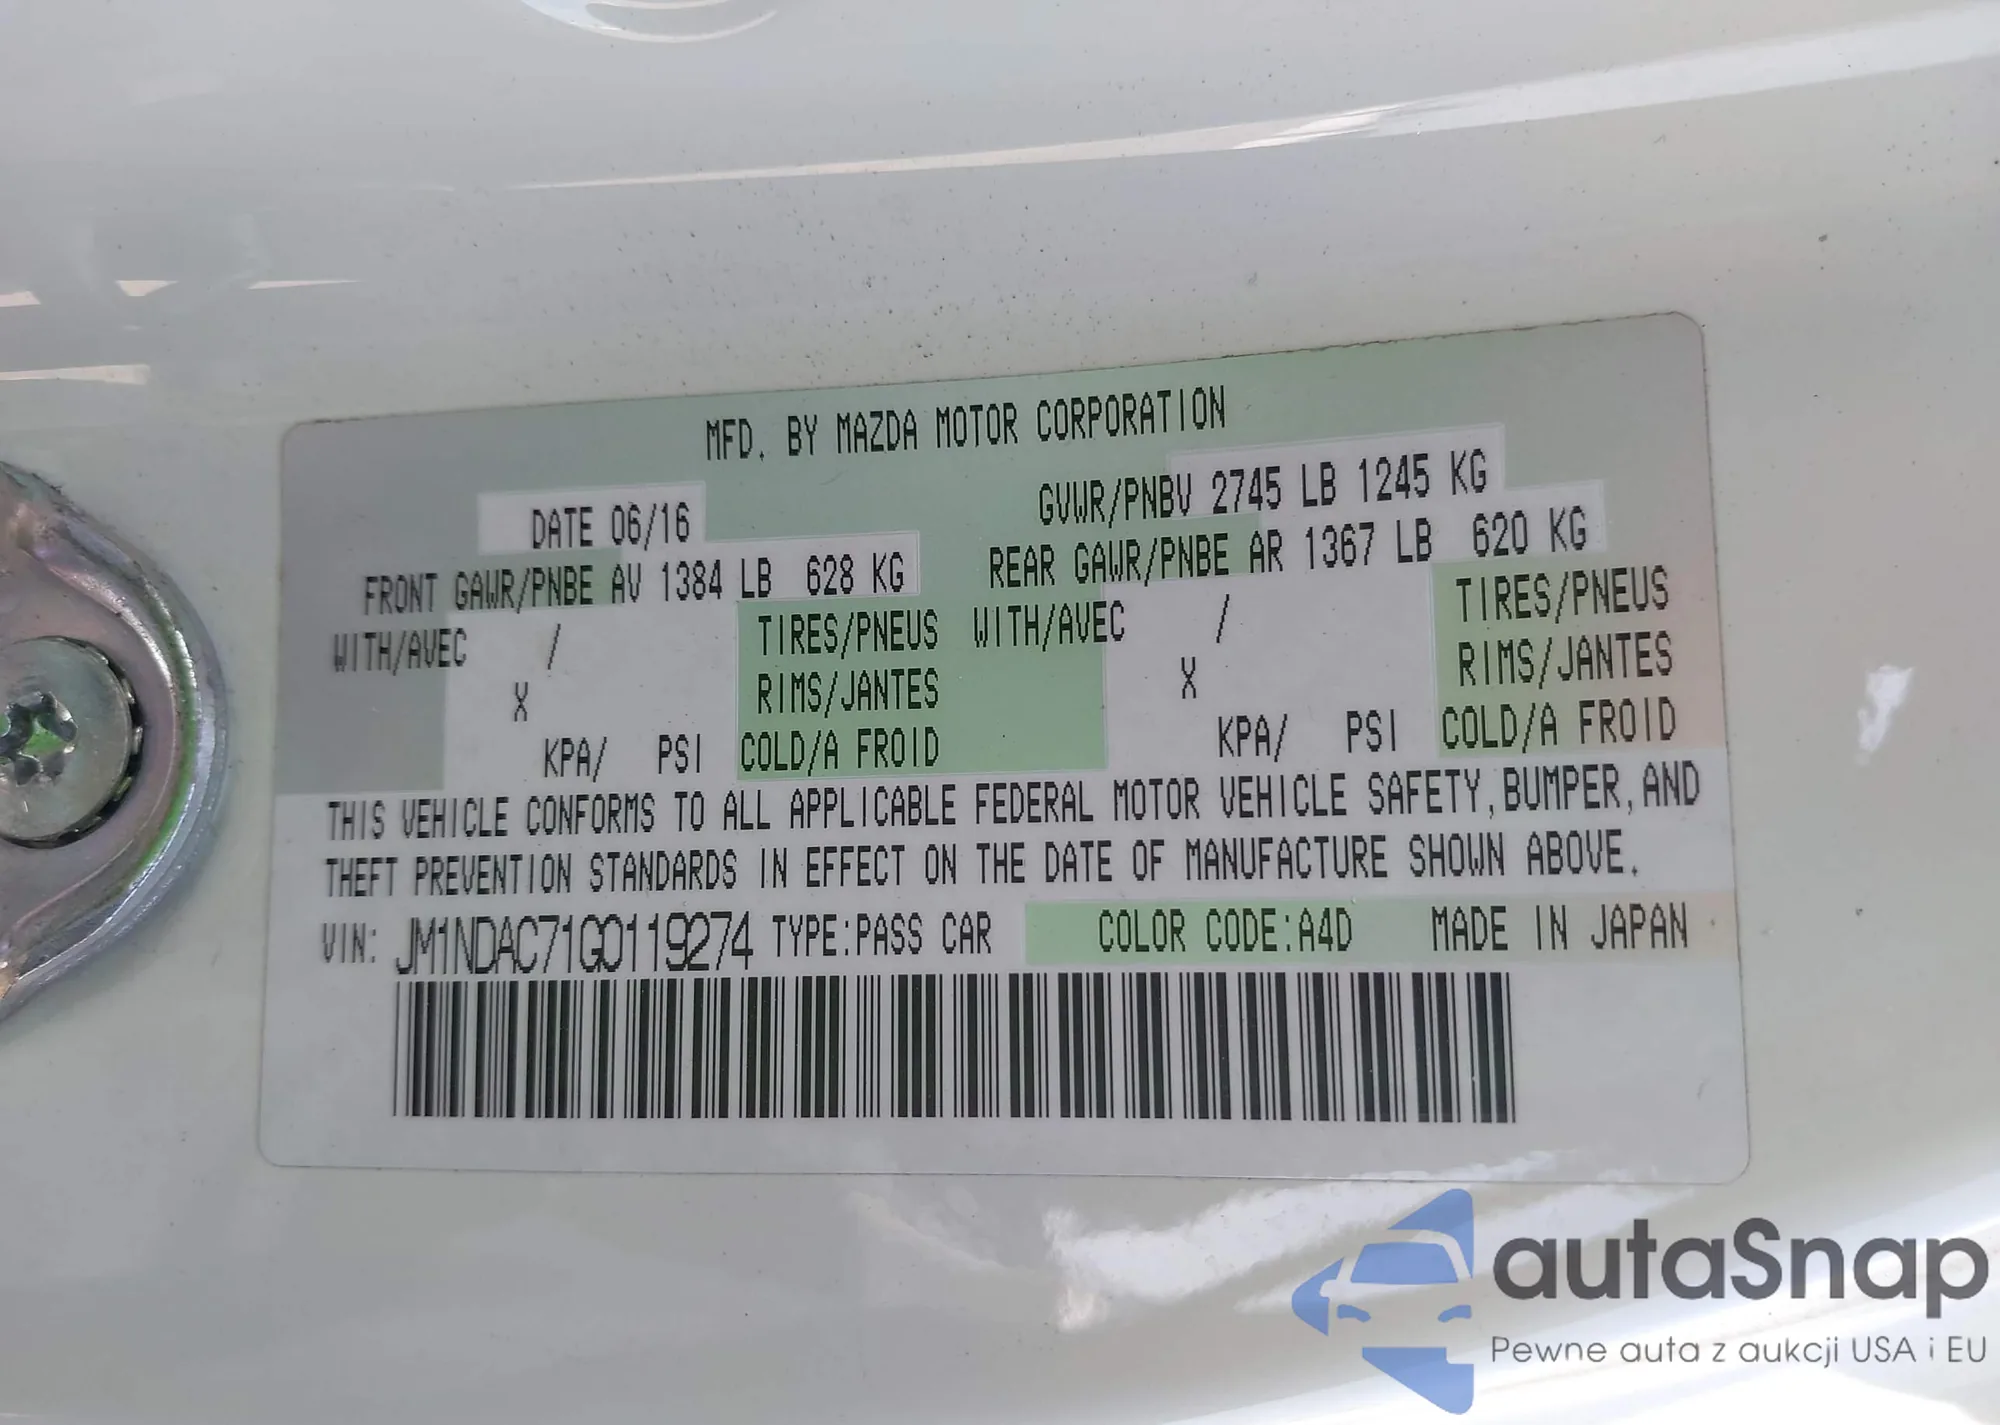 MFD. BY MAZDA MOTOR CORPORATION
DATE 06/16 GVWR/PNBV 2745 LB 1245 KG
FRONT GAWR/PNBE AV 1384 LB 628 KG REAR GAWR/PNBE AR 1367 LB 620 KG
WITH/AVEC / TIRES/PNEUS WITH/AVEC / TIRES/PNEUS
X RIMS/JANTES X RIMS/JANTES
KPA/ PSI COLD/A FROID KPA/ PSI COLD/A FROID
THIS VEHICLE CONFORMS TO ALL APPLICABLE FEDERAL MOTOR VEHICLE SAFETY, BUMPER, AND
THEFT PREVENTION STANDARDS IN EFFECT ON THE DATE OF MANUFACTURE SHOWN ABOVE.
VIN: JM1NDAC71G0119274 TYPE:PASS CAR COLOR CODE:A4D MADE IN JAPAN
autaSnap
Pewne auta z aukcji USA i EU